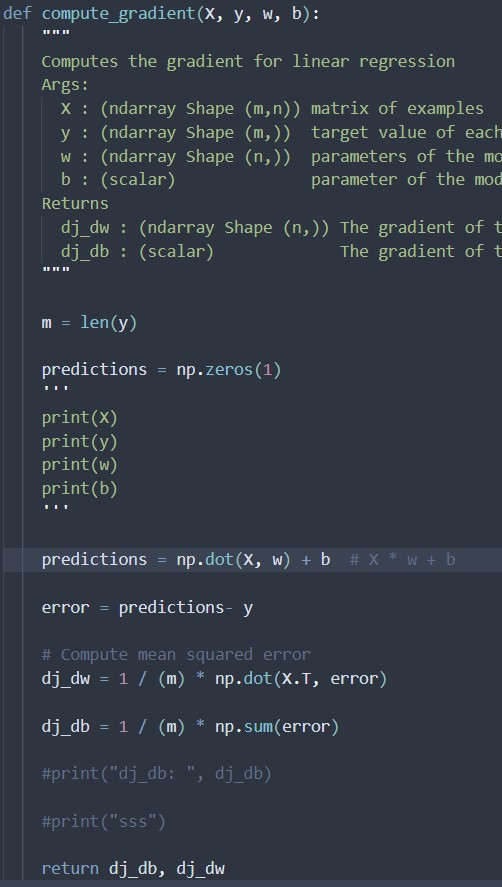 def compute_gradient(X, y, w, b):
    """
    Computes the gradient for linear regression
    Args:
      X : (ndarray Shape (m,n)) matrix of examples
      y : (ndarray Shape (m,))  target value of each
      w : (ndarray Shape (n,))  parameters of the
      b : (scalar)              parameter of the
    Returns
      dj_dw : (ndarray Shape (n,)) The gradient of
      dj_db : (scalar)             The gradient of
    """
    m = len(y)
    predictions = np.zeros(1)
    '''
    print(X)
    print(y)
    print(w)
    print(b)
    '''
    predictions = np.dot(X, w) + b  # X * w + b
    error = predictions- y
    # Compute mean squared error
    dj_dw = 1 / (m) * np.dot(X.T, error)
    dj_db = 1 / (m) * np.sum(error)
    #print("dj_db: ", dj_db)
    #print("sss")
    return dj_db, dj_dw